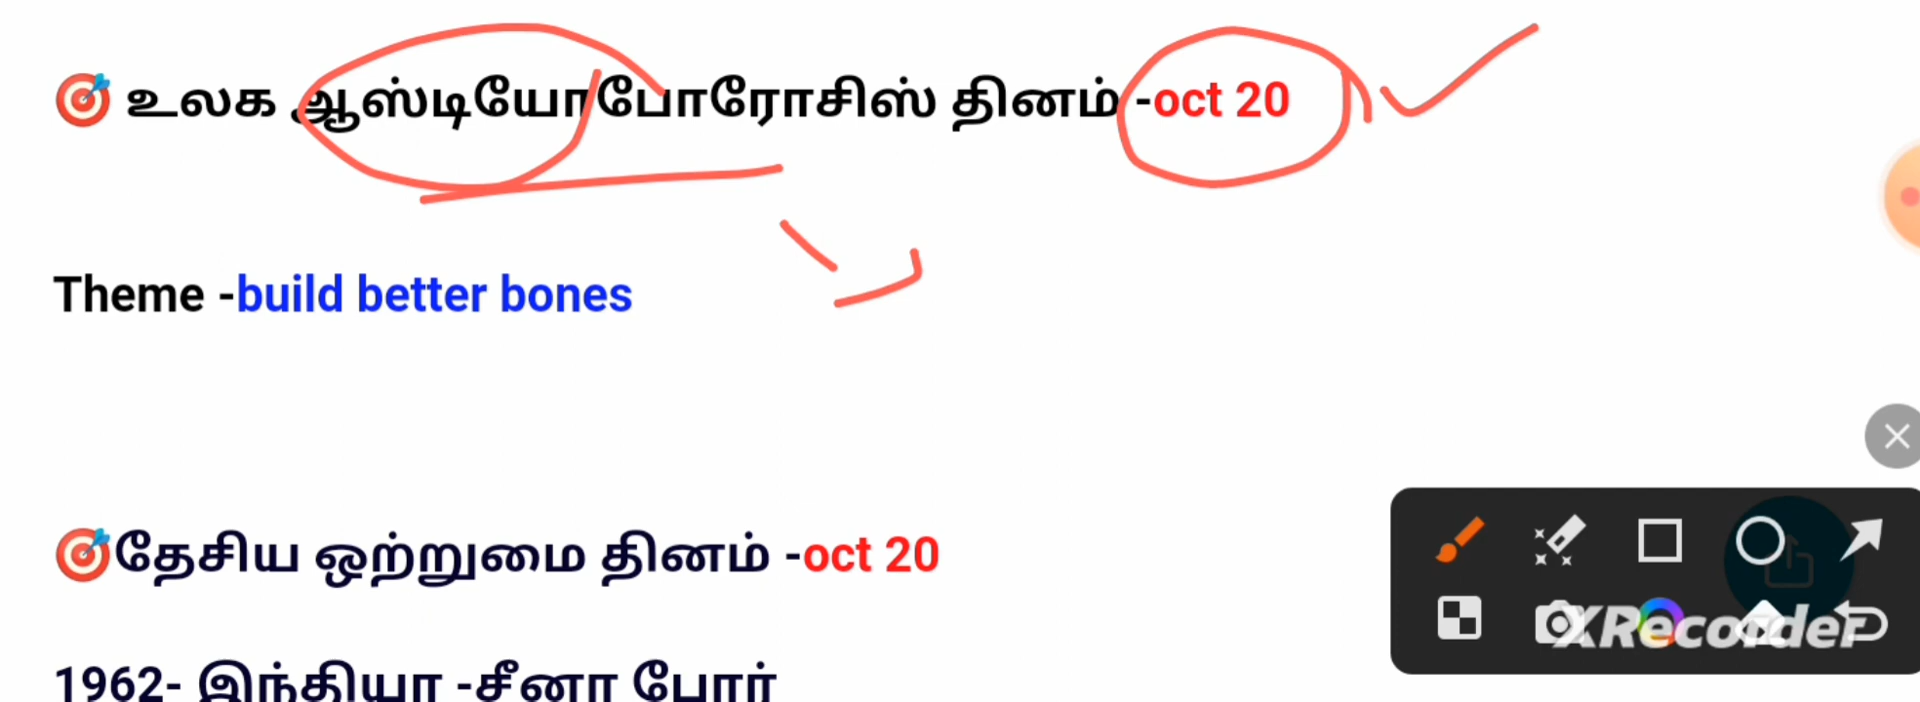 🎯 உலக ஆஸ்டியோபோரோசிஸ் தினம் -oct 20
Theme -build better bones
🎯தேசிய ஒற்றுமை தினம் -oct 20
1962- இந்தியா -சீனா போர்
XRecorder